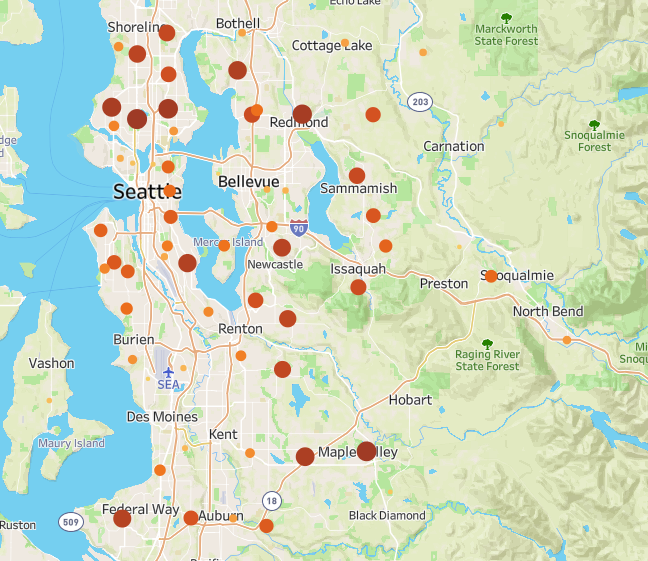 Echo Lake
Shoreline
Bothell
Marckworth
State Forest
Cottage Lake
203
Redmond
Snoqualmie
Forest
Carnation
Seattle
Bellevue
Sammamish
90
Mercer Island
Newcastle
Issaquah
Preston
Snoqualmie
North Bend
Renton
Burien
Vashon
SEA
Raging River
State Forest
Des Moines
Hobart
Kent
Maury Island
Maple Valley
18
509
Federal Way
Auburn
Black Diamond
Ruston